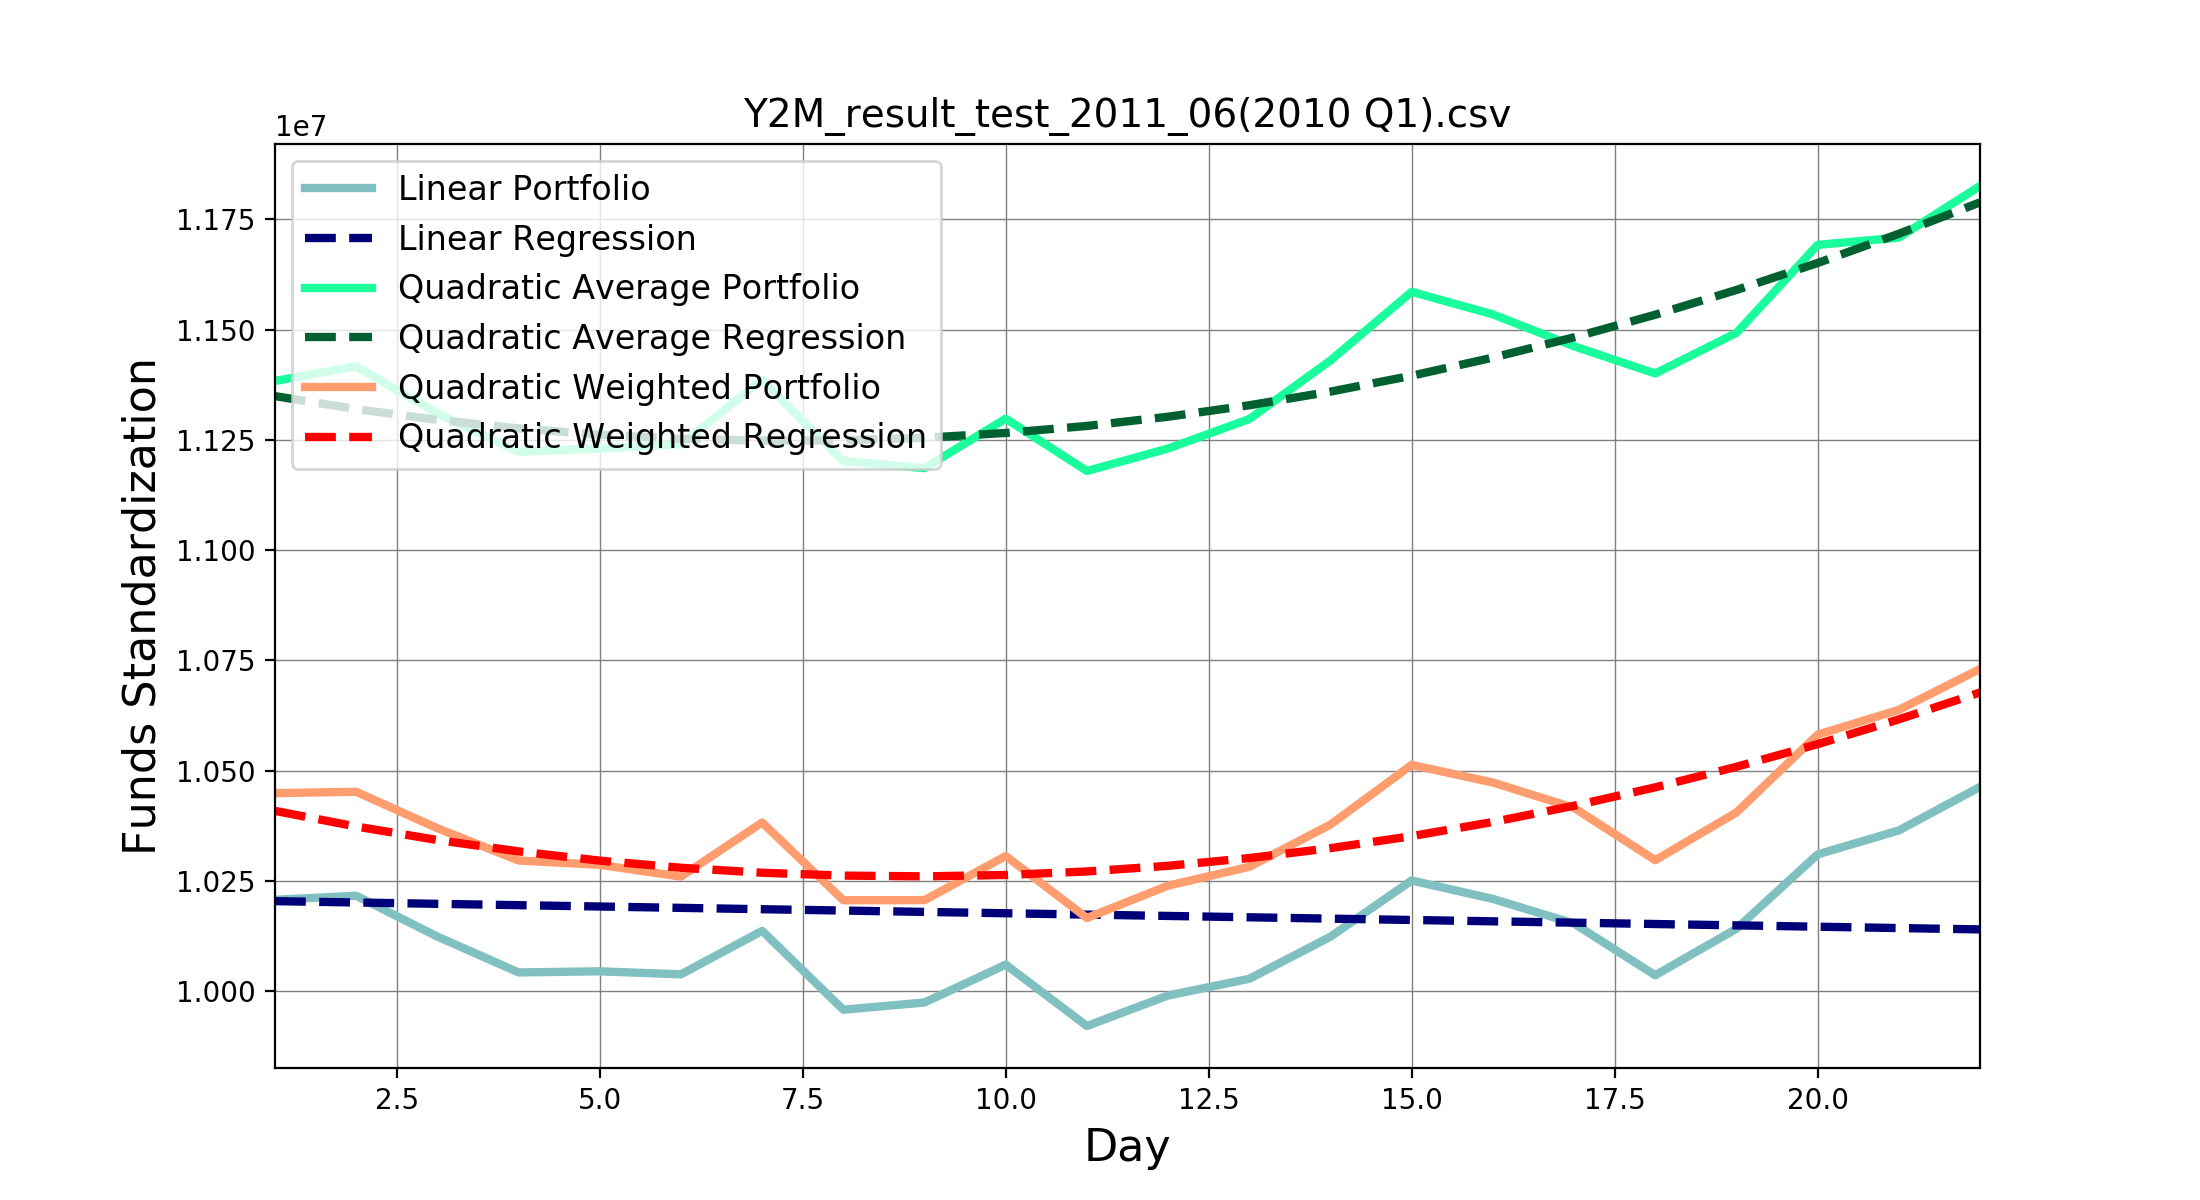 Y2M_result_test_2011_06(2010 Q1).csv
1e7
Linear Portfolio
Linear Regression
Quadratic Average Portfolio
Quadratic Average Regression
Quadratic Weighted Portfolio
Quadratic Weighted Regression
1.175
1.150
1.125
1.100
1.075
1.050
1.025
1.000
Funds Standardization
2.5 5.0 7.5 10.0 12.5 15.0 17.5 20.0
Day